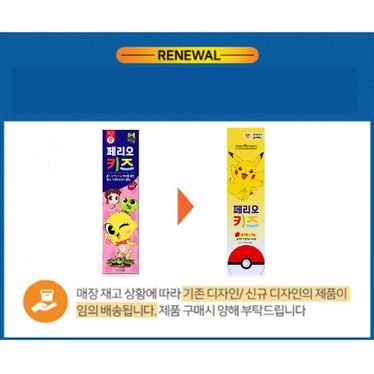 RENEWAL
페리오
키즈
POKÉMON
페리오
키즈
매장 재고 상황에 따라 기존 디자인/ 신규 디자인의 제품이
임의 배송됩니다. 제품 구매시 양해 부탁드립니다